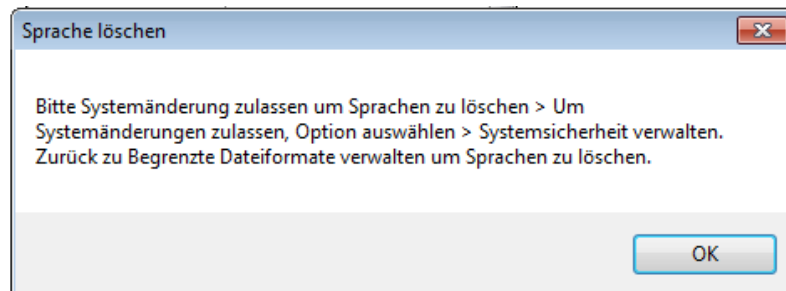 Sprache löschen
Bitte Systemänderung zulassen um Sprachen zu löschen > Um
Systemänderungen zulassen, Option auswählen > Systemsicherheit verwalten.
Zurück zu Begrenzte Dateiformate verwalten um Sprachen zu löschen.
OK